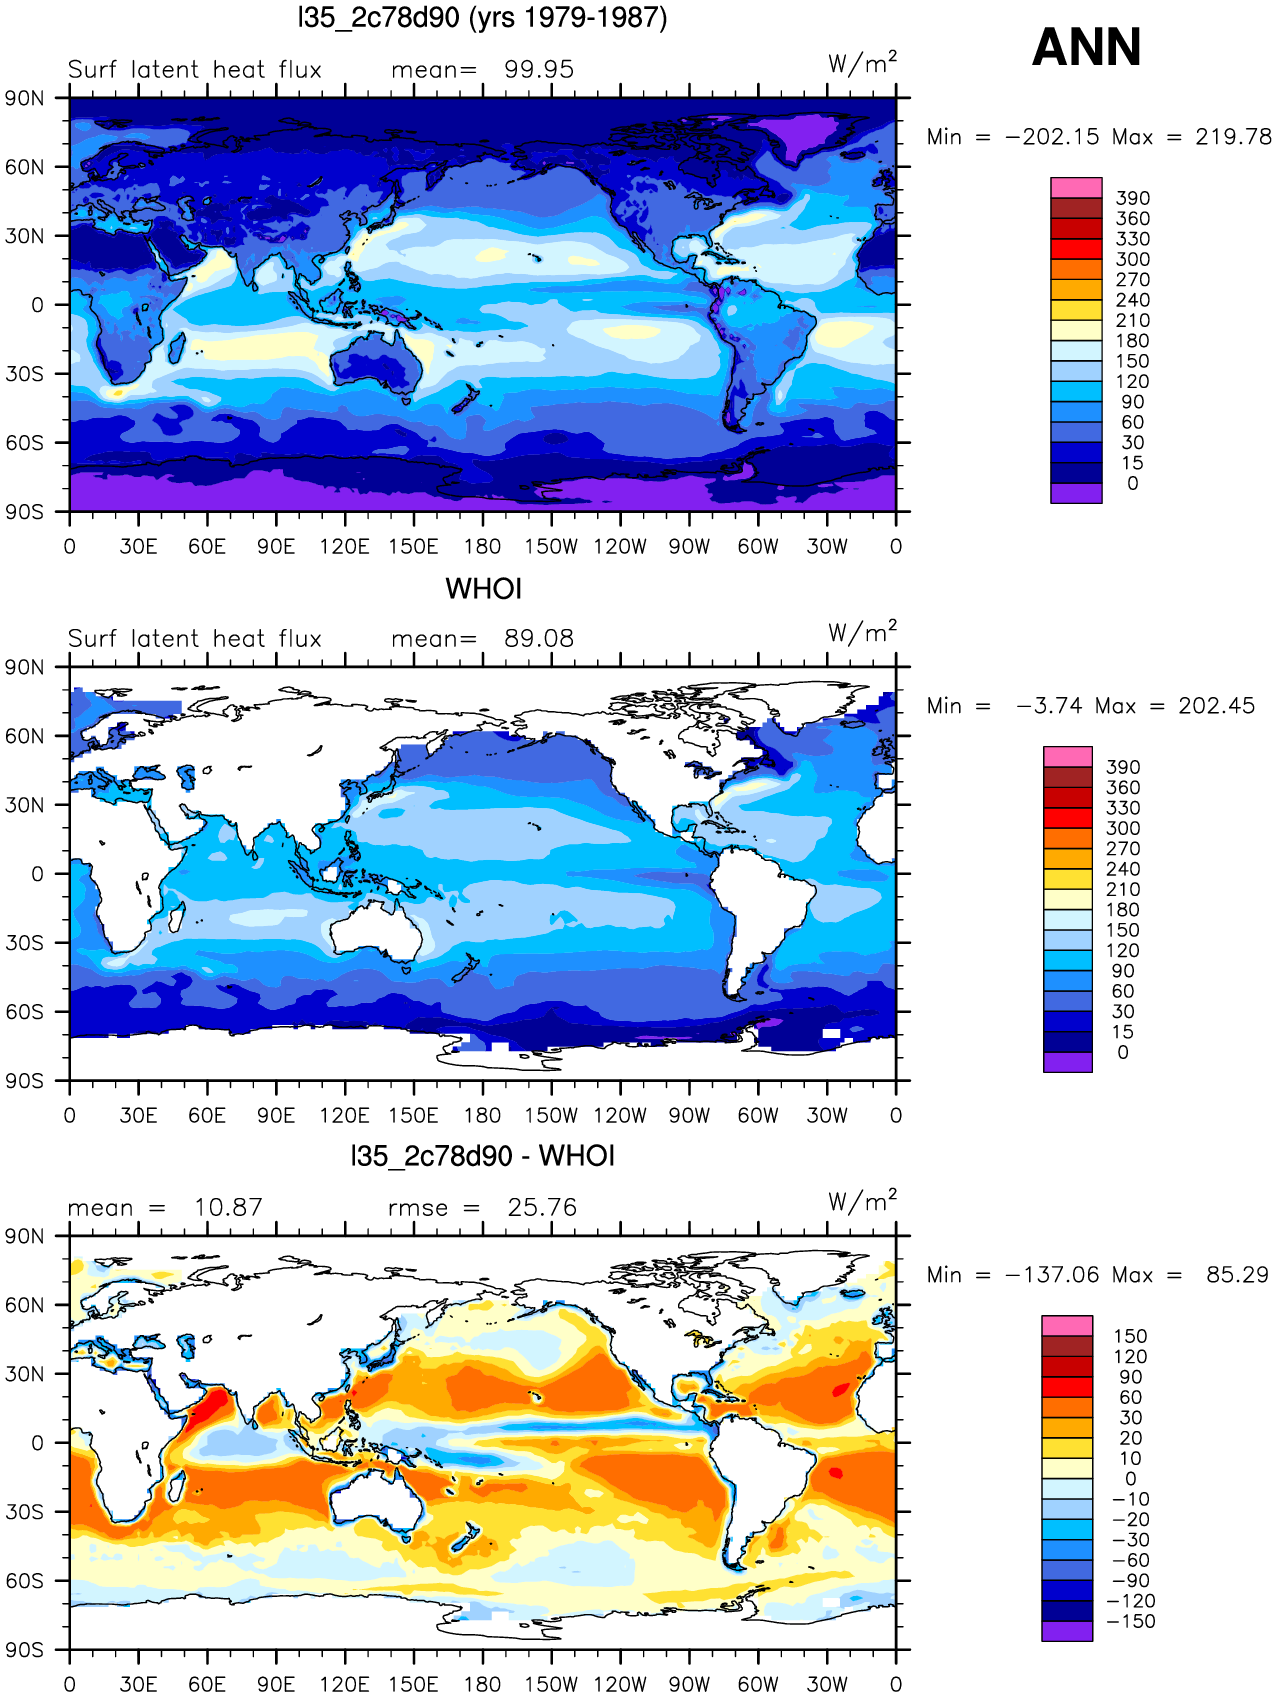 l35_2c78d90 (yrs 1979-1987)
ANN
Surf latent heat flux mean= 99.95 W/m²
Min = −202.15 Max = 219.78
90N
60N
30N
0
30S
60S
90S
0 30E 60E 90E 120E 150E 180 150W 120W 90W 60W 30W 0
390
360
330
300
270
240
210
180
150
120
90
60
30
15
0
WHOI
Surf latent heat flux mean= 89.08 W/m²
Min = −3.74 Max = 202.45
90N
60N
30N
0
30S
60S
90S
0 30E 60E 90E 120E 150E 180 150W 120W 90W 60W 30W 0
390
360
330
300
270
240
210
180
150
120
90
60
30
15
0
l35_2c78d90 - WHOI
mean = 10.87 rmse = 25.76 W/m²
Min = −137.06 Max = 85.29
90N
60N
30N
0
30S
60S
90S
0 30E 60E 90E 120E 150E 180 150W 120W 90W 60W 30W 0
150
120
90
60
30
20
10
0
−10
−20
−30
−60
−90
−120
−150